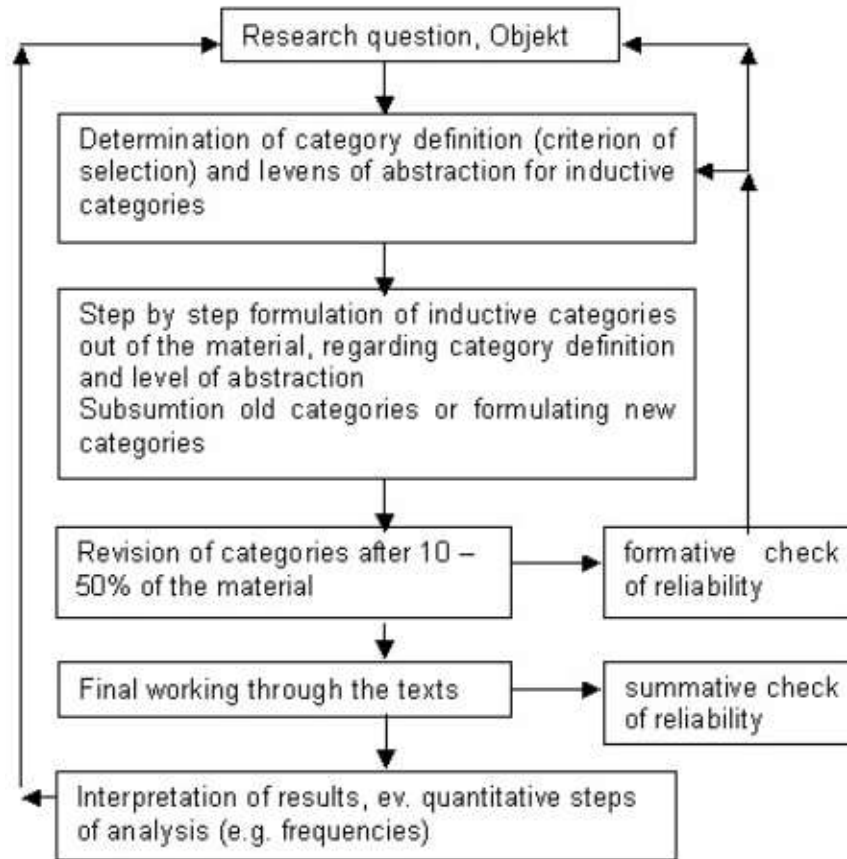 Research question, Objekt
Determination of category definition (criterion of
selection) and levens of abstraction for inductive
categories
Step by step formulation of inductive categories
out of the material, regarding category definition
and level of abstraction
Subsumtion old categories or formulating new
categories
Revision of categories after 10 –
50% of the material
formative check
of reliability
Final working through the texts
summative check
of reliability
Interpretation of results, ev. quantitative steps
of analysis (e.g. frequencies)